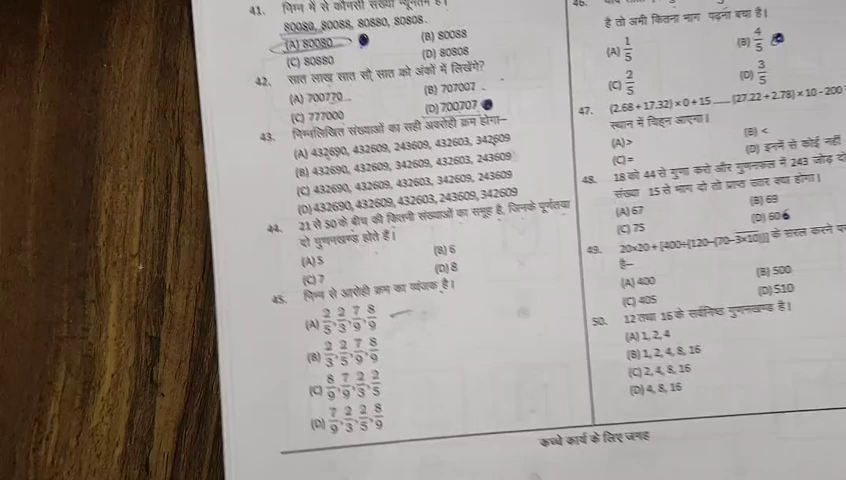 41. निम्न में से कौनसी संख्या न्यूनतम है।
80080, 80088, 80880, 80808.
(A) 80080 (B) 80088
(C) 80880 (D) 80808
42. सात लाख सात सौ सात को अंकों में लिखेंगे?
(A) 700770 (B) 707007
(C) 777000 (D) 700707
43. निम्नलिखित संख्याओं का सही अवरोही क्रम होगा–
(A) 432690, 432609, 243609, 432603, 342609
(B) 432690, 432609, 342609, 432603, 243609
(C) 432690, 432609, 432603, 342609, 243609
(D) 432690, 432609, 432603, 243609, 342609
44. 21 से 50 के बीच की कितनी संख्याओं का समूह है, जिनके पूर्णतया
दो गुणनखण्ड होते हैं।
(A) 5 (B) 6
(C) 7 (D) 8
45. निम्न से आरोही क्रम का व्यंजक है।
(A) 2/5, 2/3, 7/9, 8/9
(B) 2/3, 2/5, 7/9, 8/9
(C) 8/9, 7/9, 2/3, 2/5
(D) 7/9, 2/3, 2/5, 8/9
46.
है तो अभी कितना भाग पढ़ना बचा है।
(A) 1/5 (B) 4/5
(C) 2/5 (D) 3/5
47. (2.68 + 17.32) × 0 + 15 ___ (27.22 + 2.78) × 10 - 200
स्थान में चिह्न आएगा।
(A) > (B) <
(C) = (D) इनमें से कोई नहीं
48. 18 को 44 से गुणा करो और गुणनफल में 243 जोड़ दो
संख्या 15 से भाग दो तो प्राप्त उत्तर क्या होगा।
(A) 67 (B) 69
(C) 75 (D) 606
49. 20×20 + [400÷{120–(70–3×10)}] के सरल करने पर
है–
(A) 400 (B) 500
(C) 405 (D) 510
50. 12 तथा 16 के सर्वनिष्ठ गुणनखण्ड है।
(A) 1, 2, 4
(B) 1, 2, 4, 8, 16
(C) 2, 4, 8, 16
(D) 4, 8, 16
कच्चे कार्य के लिए जगह